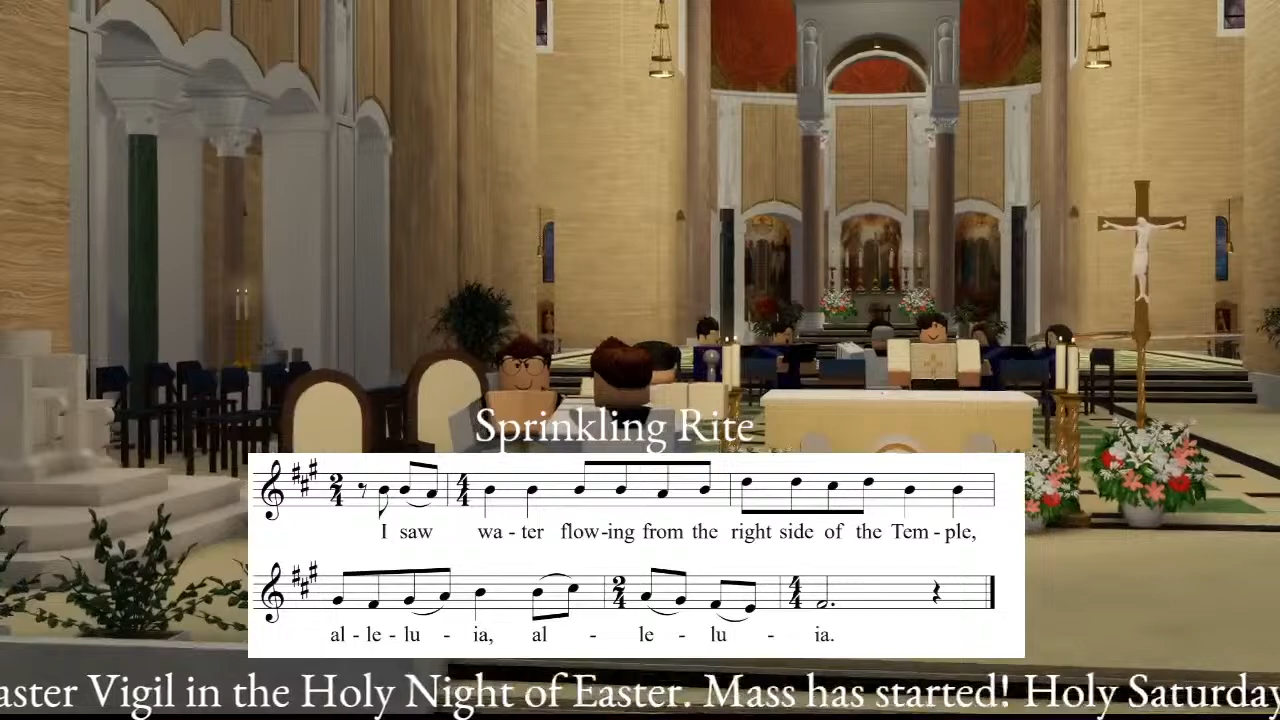 Sprinkling Rite
I saw wa - ter flow-ing from the right side of the Tem - ple,
al - le - lu - ia, al - le - lu - ia.
aster Vigil in the Holy Night of Easter. Mass has started! Holy Saturday